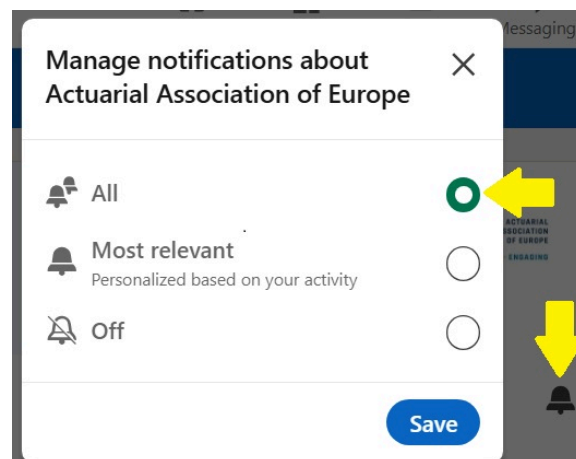 Messaging
Manage notifications about
Actuarial Association of Europe
All
Most relevant
Personalized based on your activity
Off
Save
ACTUARIAL
ASSOCIATION
OF EUROPE
ENGAGING